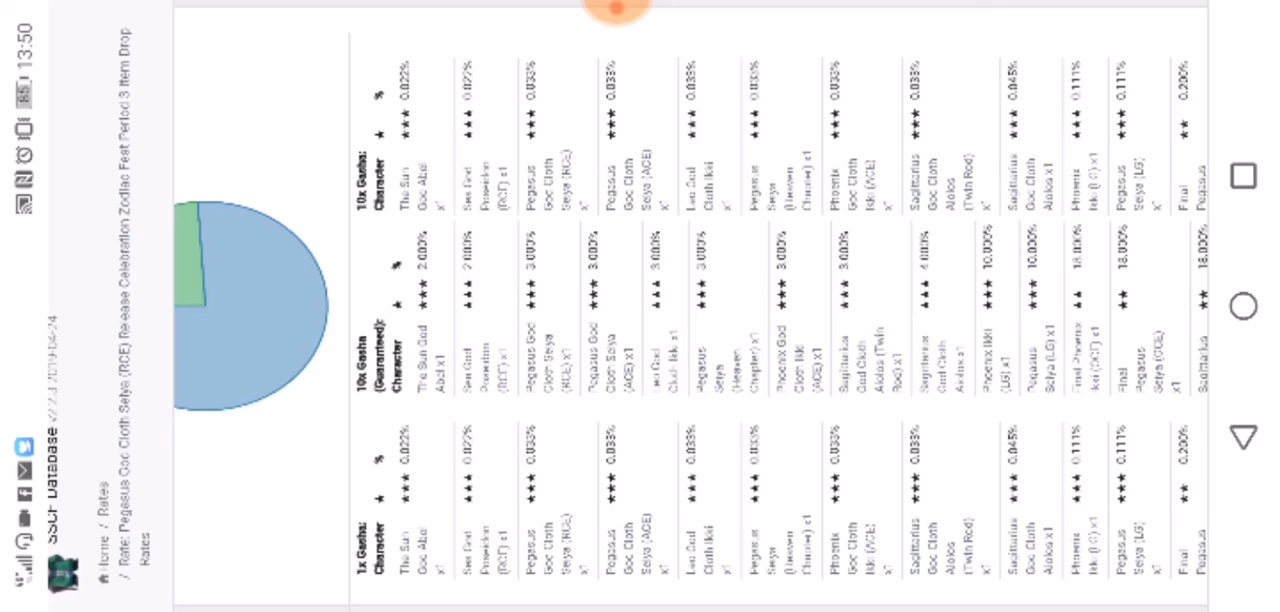 13:50
85
SSCF Database v2.2.0 2019-04-24
Home / Rates
/ Rate: Pegasus God Cloth Seiya (RCE) Release Celebration Zodiac Fest Period 3 Item Drop
Rates
1x Gasha:
Character ★ %
The Sun
God Abel
x1
★★★ 0.022%
Sea God
Poseidon
(RCE) x1
★★★ 0.022%
Pegasus
God Cloth
Seiya (RCE)
x1
★★★ 0.033%
Pegasus
God Cloth
Seiya (ACE)
x1
★★★ 0.033%
Leo God
Cloth Ikki
x1
★★★ 0.033%
Pegasus
Seiya
(Heaven
Chapter) x1
★★★ 0.033%
Phoenix
God Cloth
Ikki (ACE)
x1
★★★ 0.033%
Sagittarius
God Cloth
Aiolos
(Twin Rod)
x1
★★★ 0.033%
Sagittarius
God Cloth
Aiolos x1
★★★ 0.045%
Phoenix
Ikki (LG) x1
★★★ 0.111%
Pegasus
Seiya (LG)
x1
★★★ 0.111%
Final
Pegasus
★★ 0.200%
10x Gasha
(Guaranteed):
Character ★ %
The Sun God
Abel x1
★★★ 2.000%
Sea God
Poseidon
(RCE) x1
★★★ 2.000%
Pegasus God
Cloth Seiya
(RCE) x1
★★★ 3.000%
Pegasus God
Cloth Seiya
(ACE) x1
★★★ 3.000%
Leo God
Cloth Ikki x1
★★★ 3.000%
Pegasus
Seiya
(Heaven
Chapter) x1
★★★ 3.000%
Phoenix God
Cloth Ikki
(ACE) x1
★★★ 3.000%
Sagittarius
God Cloth
Aiolos (Twin
Rod) x1
★★★ 3.000%
Sagittarius
God Cloth
Aiolos x1
★★★ 4.000%
Phoenix Ikki
(LG) x1
★★★ 10.000%
Pegasus
Seiya (LG) x1
★★★ 10.000%
Final Phoenix
Ikki (OCE) x1
★★ 18.000%
Final
Pegasus
Seiya (OCE)
x1
★★ 18.000%
Sagittarius
★★ 18.000%
10x Gasha:
Character ★ %
The Sun
God Abel
x1
★★★ 0.022%
Sea God
Poseidon
(RCE) x1
★★★ 0.022%
Pegasus
God Cloth
Seiya (RCE)
x1
★★★ 0.033%
Pegasus
God Cloth
Seiya (ACE)
x1
★★★ 0.033%
Leo God
Cloth Ikki
x1
★★★ 0.033%
Pegasus
Seiya
(Heaven
Chapter) x1
★★★ 0.033%
Phoenix
God Cloth
Ikki (ACE)
x1
★★★ 0.033%
Sagittarius
God Cloth
Aiolos
(Twin Rod)
x1
★★★ 0.033%
Sagittarius
God Cloth
Aiolos x1
★★★ 0.045%
Phoenix
Ikki (LG) x1
★★★ 0.111%
Pegasus
Seiya (LG)
x1
★★★ 0.111%
Final
Pegasus
★★ 0.200%